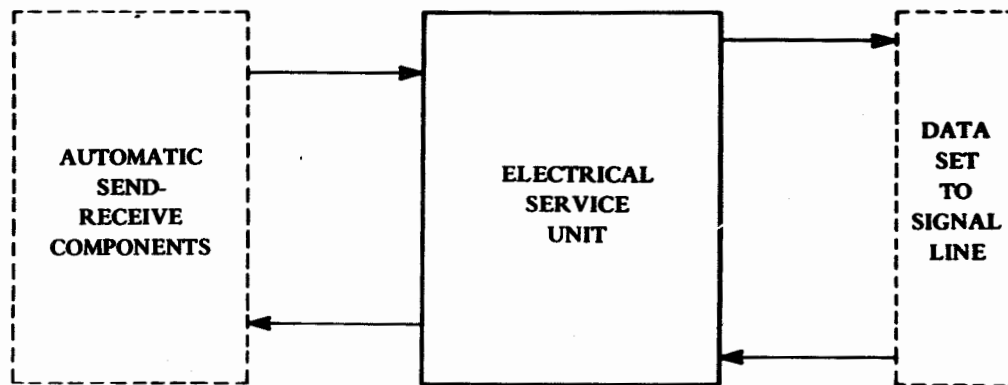 AUTOMATIC
SEND-
RECEIVE
COMPONENTS
ELECTRICAL
SERVICE
UNIT
DATA
SET
TO
SIGNAL
LINE